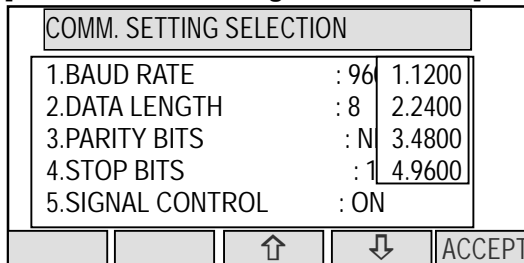 COMM. SETTING SELECTION
1.BAUD RATE : 96 1.1200
2.DATA LENGTH : 8 2.2400
3.PARITY BITS : N 3.4800
4.STOP BITS : 1 4.9600
5.SIGNAL CONTROL : ON
⇧ ⇩ ACCEPT